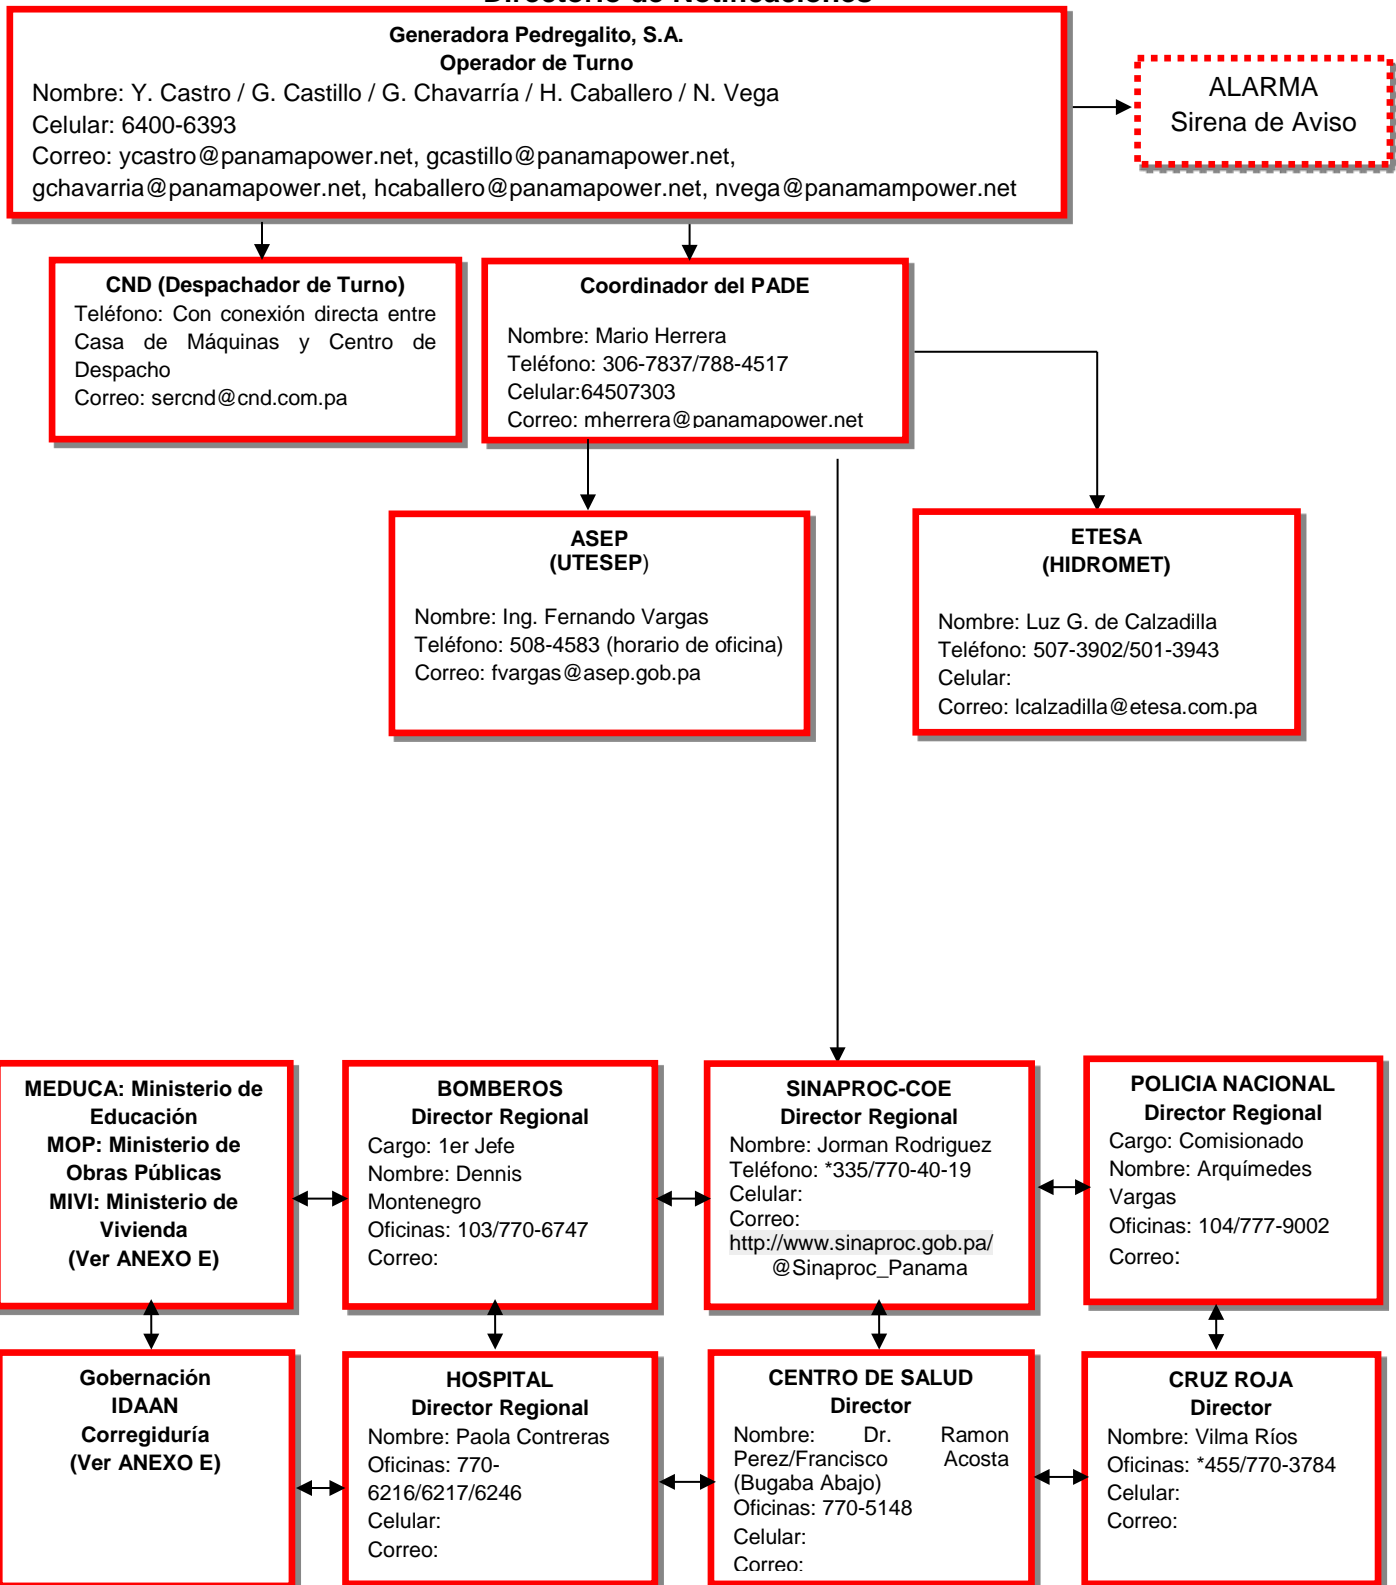 Directorio de Notificaciones
Generadora Pedregalito, S.A.
Operador de Turno
Nombre: Y. Castro / G. Castillo / G. Chavarría / H. Caballero / N. Vega
Celular: 6400-6393
Correo: ycastro@panamapower.net, gcastillo@panamapower.net,
gchavarria@panamapower.net, hcaballero@panamapower.net, nvega@panamampower.net
ALARMA
Sirena de Aviso
CND (Despachador de Turno)
Teléfono: Con conexión directa entre
Casa de Máquinas y Centro de
Despacho
Correo: sercnd@cnd.com.pa
Coordinador del PADE
Nombre: Mario Herrera
Teléfono: 306-7837/788-4517
Celular:64507303
Correo: mherrera@panamapower.net
ASEP
(UTESEP)
Nombre: Ing. Fernando Vargas
Teléfono: 508-4583 (horario de oficina)
Correo: fvargas@asep.gob.pa
ETESA
(HIDROMET)
Nombre: Luz G. de Calzadilla
Teléfono: 507-3902/501-3943
Celular:
Correo: lcalzadilla@etesa.com.pa
MEDUCA: Ministerio de
Educación
MOP: Ministerio de
Obras Públicas
MIVI: Ministerio de
Vivienda
(Ver ANEXO E)
BOMBEROS
Director Regional
Cargo: 1er Jefe
Nombre: Dennis
Montenegro
Oficinas: 103/770-6747
Correo:
SINAPROC-COE
Director Regional
Nombre: Jorman Rodriguez
Teléfono: *335/770-40-19
Celular:
Correo:
http://www.sinaproc.gob.pa/
@Sinaproc_Panama
POLICIA NACIONAL
Director Regional
Cargo: Comisionado
Nombre: Arquímedes
Vargas
Oficinas: 104/777-9002
Correo:
Gobernación
IDAAN
Corregiduría
(Ver ANEXO E)
HOSPITAL
Director Regional
Nombre: Paola Contreras
Oficinas: 770-
6216/6217/6246
Celular:
Correo:
CENTRO DE SALUD
Director
Nombre: Dr. Ramon
Perez/Francisco Acosta
(Bugaba Abajo)
Oficinas: 770-5148
Celular:
Correo:
CRUZ ROJA
Director
Nombre: Vilma Ríos
Oficinas: *455/770-3784
Celular:
Correo: